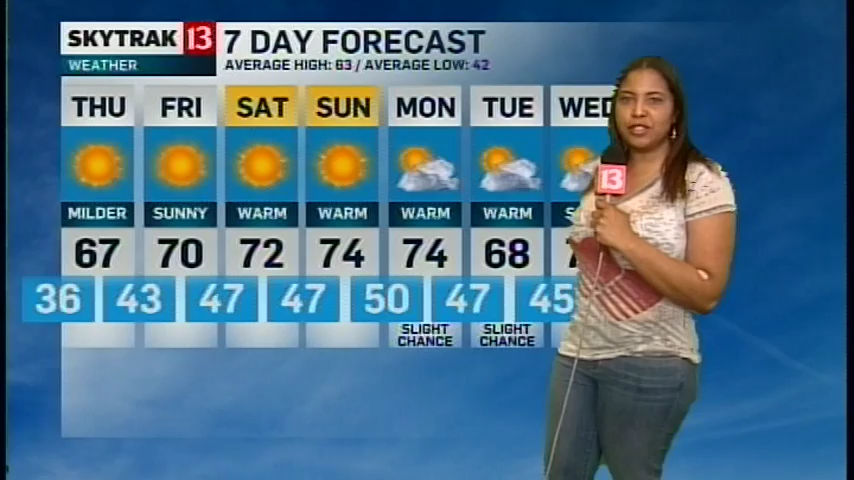 SKYTRAK 13
WEATHER
7 DAY FORECAST
AVERAGE HIGH: 63 / AVERAGE LOW: 42
THU FRI SAT SUN MON TUE WED
MILDER SUNNY WARM WARM WARM WARM
67 70 72 74 74 68
36 43 47 47 50 47 45
SLIGHT CHANCE SLIGHT CHANCE
13